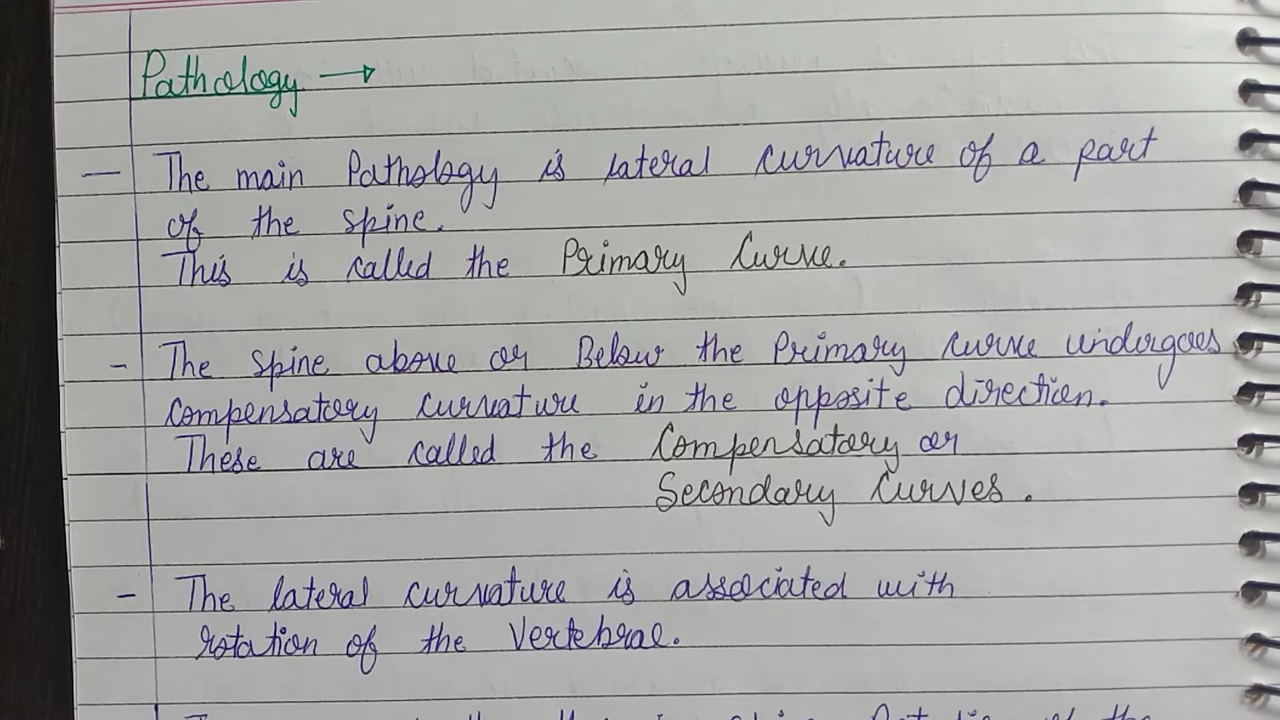 Pathology →
— The main Pathology is lateral curvature of a part
of the spine.
This is called the Primary Curve.
- The spine above or Below the Primary curve undergoes
compensatory curvature in the opposite direction.
These are called the Compensatory or
Secondary Curves.
- The lateral curvature is associated with
rotation of the Vertebrae.